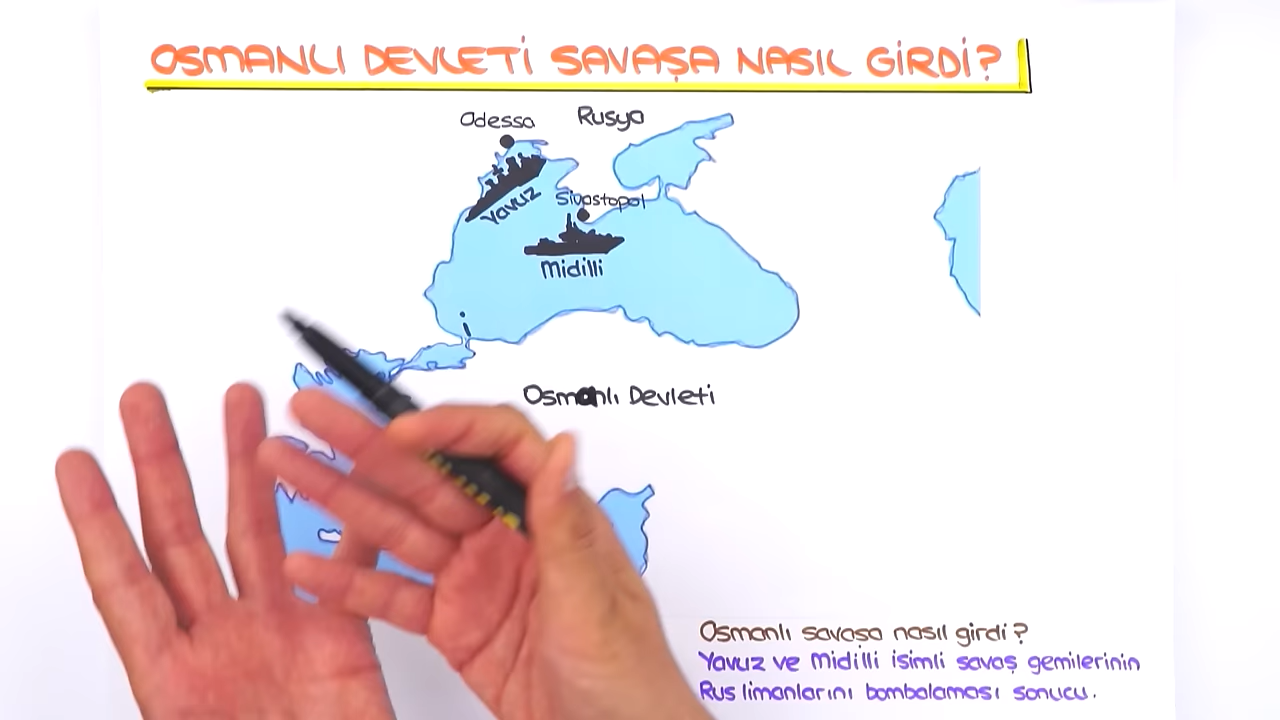 OSMANLI DEVLETİ SAVAŞA NASIL GİRDİ?
Adessa
Rusya
Yavuz
Sivastopol
Midilli
Osmanlı Devleti
Osmanlı savaşa nasıl girdi?
Yavuz ve Midilli isimli savaş gemilerinin
Rus limanlarını bombalaması sonucu.